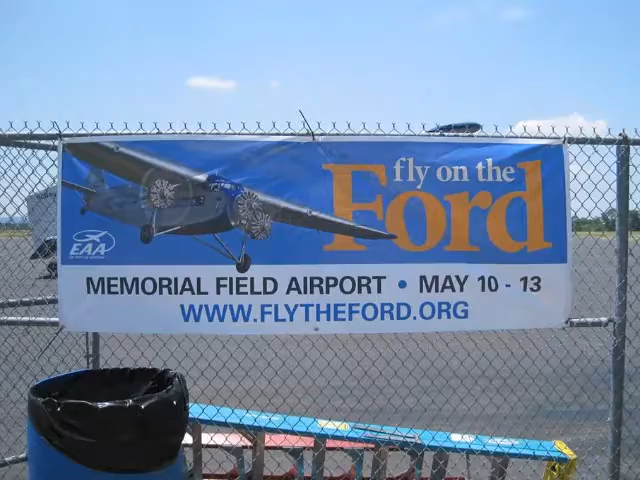 fly on the
Ford
EAA
MEMORIAL FIELD AIRPORT • MAY 10 - 13
WWW.FLYTHEFORD.ORG